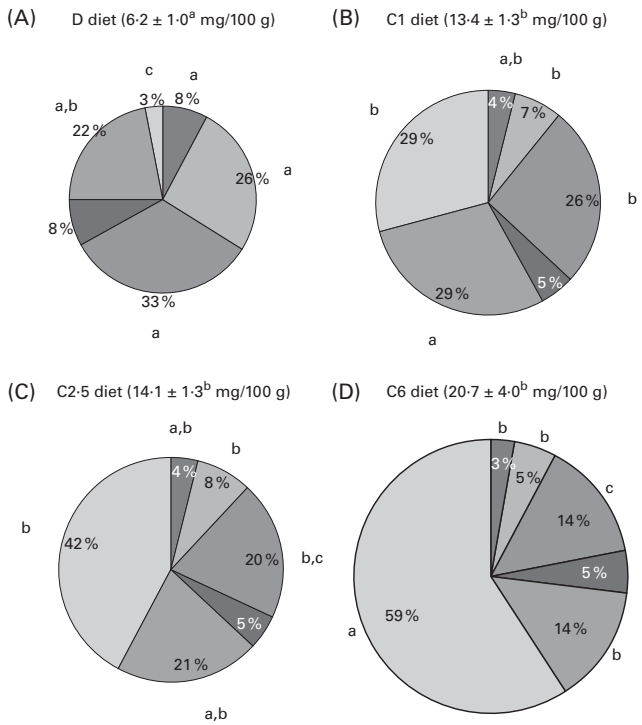 (A) D diet (6·2 ± 1·0ᵃ mg/100 g)
c
a
a,b
3 %
8 %
22 %
26 %
a
8 %
33 %
a
(B) C1 diet (13·4 ± 1·3ᵇ mg/100 g)
a,b
b
b
4 %
7 %
29 %
26 %
b
5 %
29 %
a
(C) C2·5 diet (14·1 ± 1·3ᵇ mg/100 g)
a,b
b
4 %
8 %
b
42 %
20 %
b,c
5 %
21 %
a,b
(D) C6 diet (20·7 ± 4·0ᵇ mg/100 g)
b
b
3 %
5 %
c
14 %
5 %
59 %
a
14 %
b